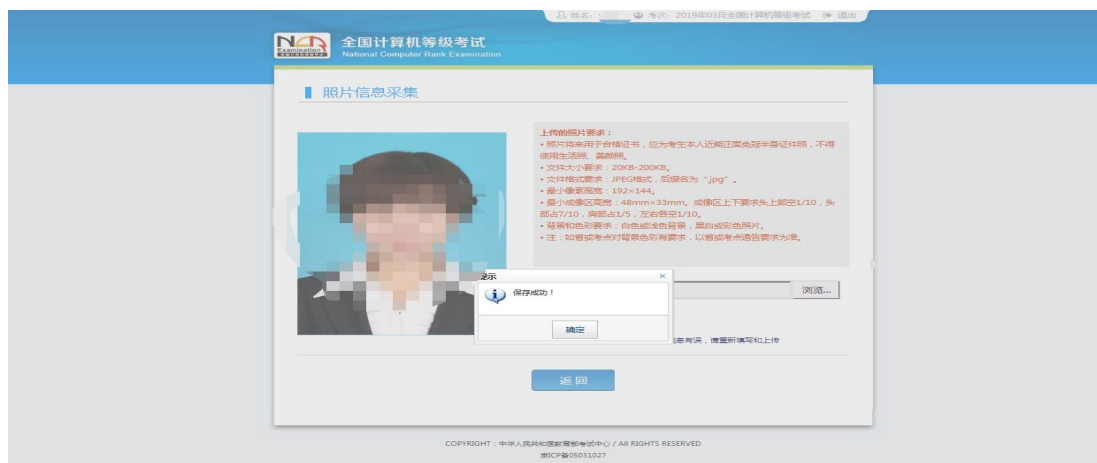 姓名：
考次：2019年03月全国计算机等级考试
退出
NCR
Examination
全国计算机等级考试
National Computer Rank Examination
照片信息采集
上传的照片要求：
• 照片将来用于合格证书，应为考生本人近期正面免冠半身证件照，不得
使用生活照、美颜照。
• 文件大小要求：20KB-200KB。
• 文件格式要求：JPEG格式，后缀名为“.jpg”。
• 最小像素高宽：192×144。
• 最小成像区高宽：48mm×33mm，成像区上下要求头上部空1/10，头
部占7/10，肩部占1/5，左右各空1/10。
• 背景和色彩要求：白色或浅色背景，黑白或彩色照片。
• 注：如省或考点对背景色彩有要求，以省或考点通告要求为准。
提示
×
保存成功！
确定
浏览...
息有误，请重新填写和上传
返回
COPYRIGHT：中华人民共和国教育部考试中心 / All RIGHTS RESERVED
京ICP备05031027